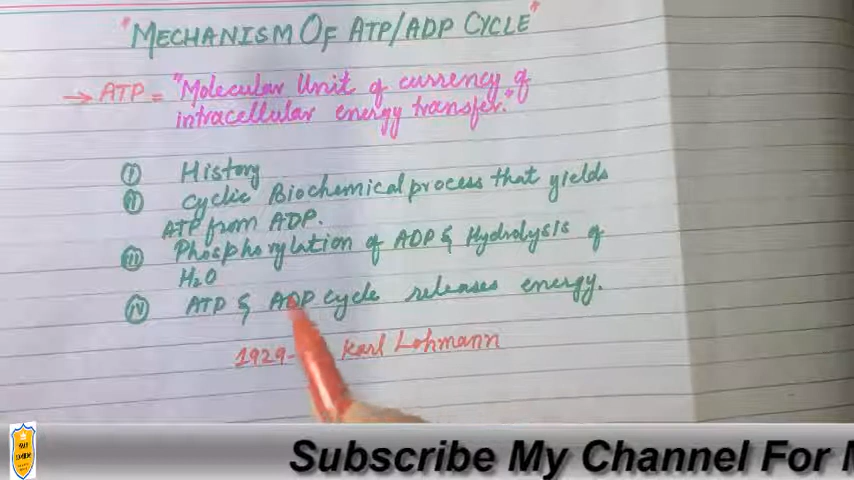 "MECHANISM OF ATP/ADP CYCLE"
→ ATP = "Molecular Unit of currency of
intracellular energy transfer."
(I) History
(II) Cyclic Biochemical process that yields
ATP from ADP.
(III) Phosphorylation of ADP & Hydrolysis of
H2O
(IV) ATP & ADP cycle releases energy.
1929- Karl Lohmann
Subscribe My Channel For